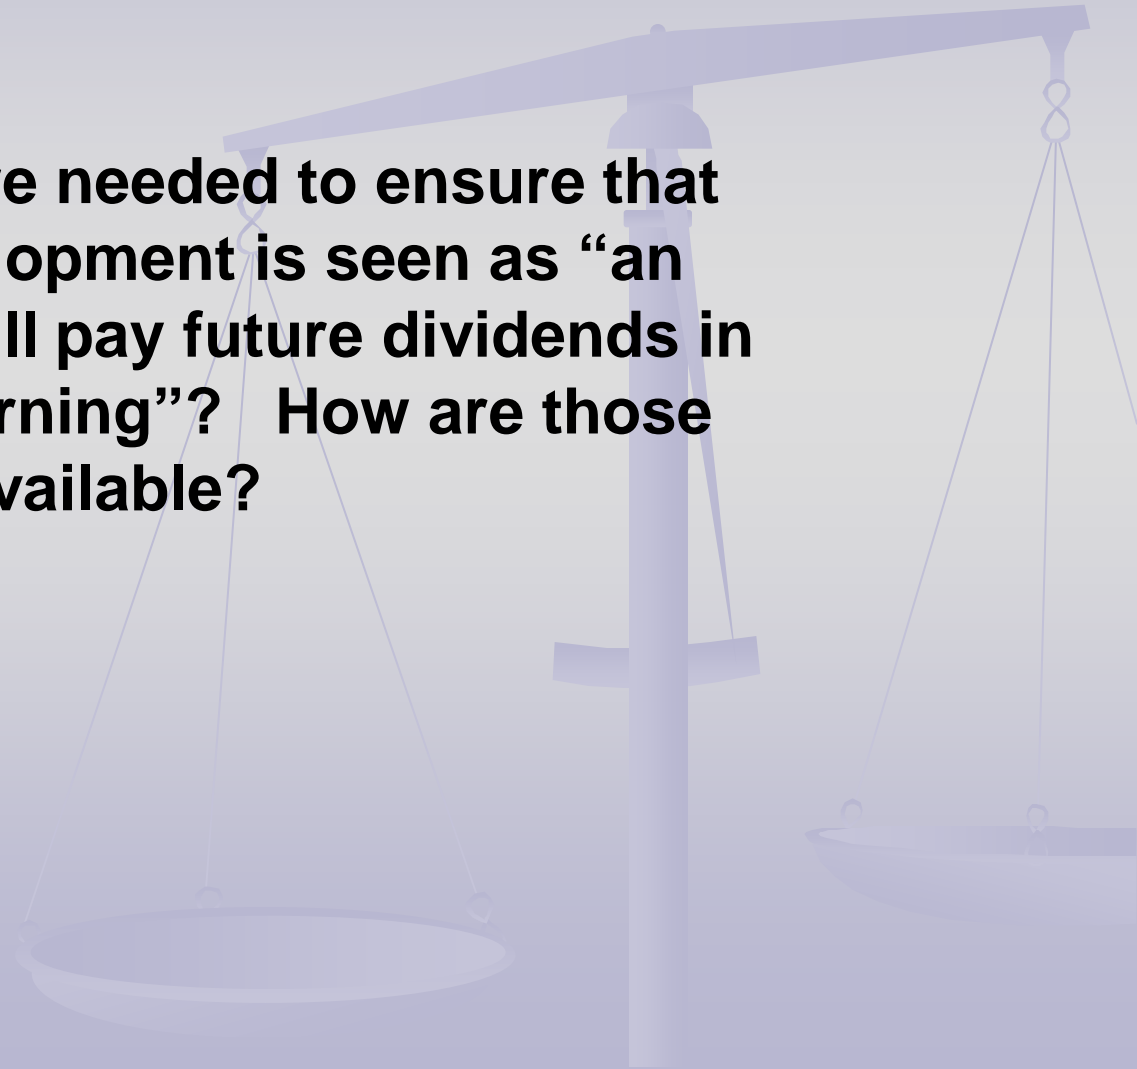 e needed to ensure that
opment is seen as “an
ll pay future dividends in
rning”? How are those
vailable?